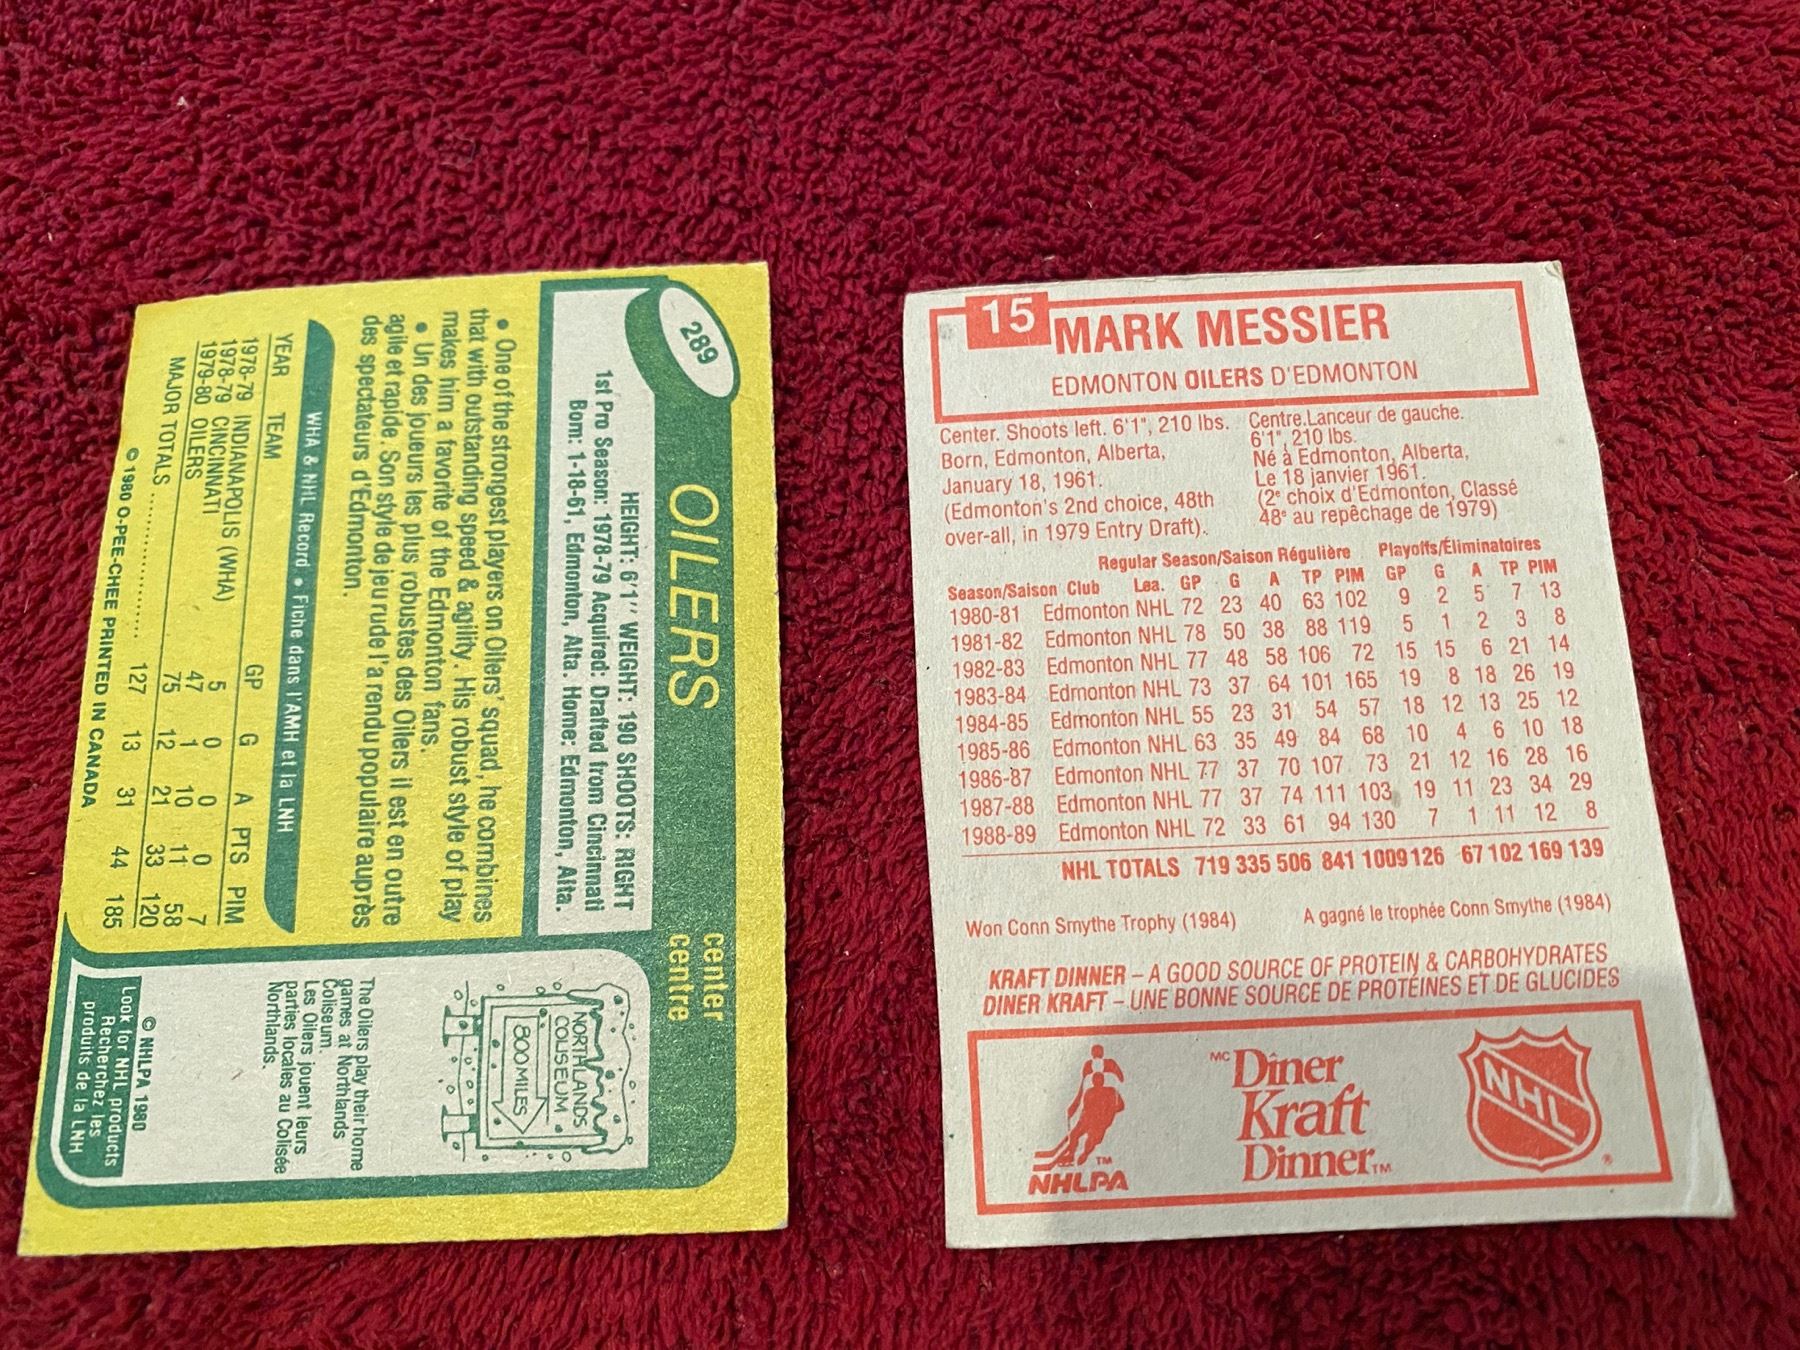 289
OILERS
center
centre
HEIGHT: 6'1" WEIGHT: 190 SHOOTS: RIGHT
1st Pro Season: 1978-79 Acquired: Drafted from Cincinnati
Born: 1-18-61, Edmonton, Alta. Home: Edmonton, Alta.
• One of the strongest players on Oilers' squad, he combines
that with outstanding speed & agility. His robust style of play
makes him a favorite of the Edmonton fans.
• Un des joueurs les plus robustes des Oilers il est en outre
agile et rapide. Son style de jeu rude l'a rendu populaire auprès
des spectateurs d'Edmonton.
WHA & NHL Record • Fiche dans l'AMH et la LNH
YEAR TEAM GP G A PTS PIM
1978-79 INDIANAPOLIS (WHA) 5 0 0 0 7
1978-79 CINCINNATI 47 1 10 11 58
1979-80 OILERS 75 12 21 33 120
MAJOR TOTALS .................. 127 13 31 44 185
© 1980 O-PEE-CHEE PRINTED IN CANADA
NORTHLANDS
COLISEUM
800 MILES
The Oilers play their home
games at Northlands
Coliseum.
Les Oilers jouent leurs
parties locales au Colisée
Northlands.
© NHLPA 1980
Look for NHL products
Recherchez les
produits de la LNH
15 MARK MESSIER
EDMONTON OILERS D'EDMONTON
Center. Shoots left. 6'1", 210 lbs.
Born, Edmonton, Alberta,
January 18, 1961.
(Edmonton's 2nd choice, 48th
over-all, in 1979 Entry Draft).
Centre.Lanceur de gauche.
6'1", 210 lbs.
Né à Edmonton, Alberta,
Le 18 janvier 1961.
(2e choix d'Edmonton, Classé
48e au repêchage de 1979)
Regular Season/Saison Régulière Playoffs/Éliminatoires
Season/Saison Club Lea. GP G A TP PIM GP G A TP PIM
1980-81 Edmonton NHL 72 23 40 63 102 9 2 5 7 13
1981-82 Edmonton NHL 78 50 38 88 119 5 1 2 3 8
1982-83 Edmonton NHL 77 48 58 106 72 15 15 6 21 14
1983-84 Edmonton NHL 73 37 64 101 165 19 8 18 26 19
1984-85 Edmonton NHL 55 23 31 54 57 18 12 13 25 12
1985-86 Edmonton NHL 63 35 49 84 68 10 4 6 10 18
1986-87 Edmonton NHL 77 37 70 107 73 21 12 16 28 16
1987-88 Edmonton NHL 77 37 74 111 103 19 11 23 34 29
1988-89 Edmonton NHL 72 33 61 94 130 7 1 11 12 8
NHL TOTALS 719 335 506 841 1009 126 67 102 169 139
Won Conn Smythe Trophy (1984) A gagné le trophée Conn Smythe (1984)
KRAFT DINNER – A GOOD SOURCE OF PROTEIN & CARBOHYDRATES
DINER KRAFT – UNE BONNE SOURCE DE PROTÉINES ET DE GLUCIDES
TM
NHLPA
MC Dîner
Kraft
Dinner TM
NHL
®